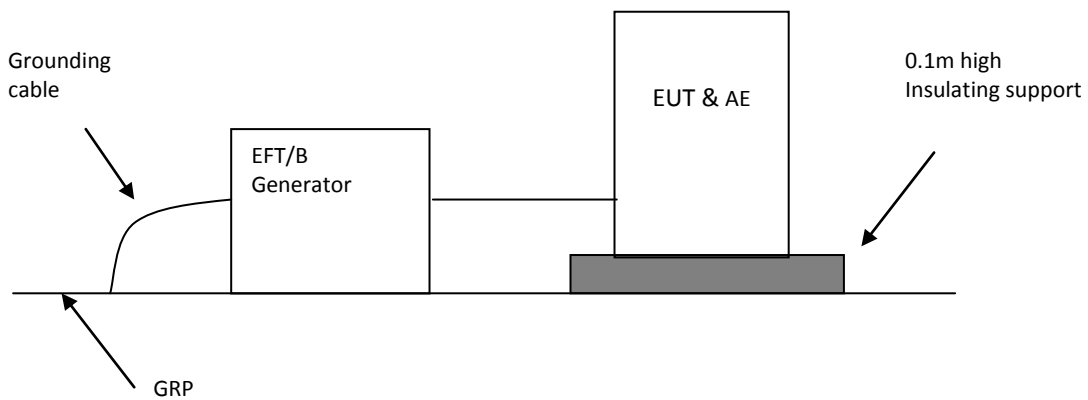 Grounding
cable
EFT/B
Generator
EUT & AE
0.1m high
Insulating support
GRP